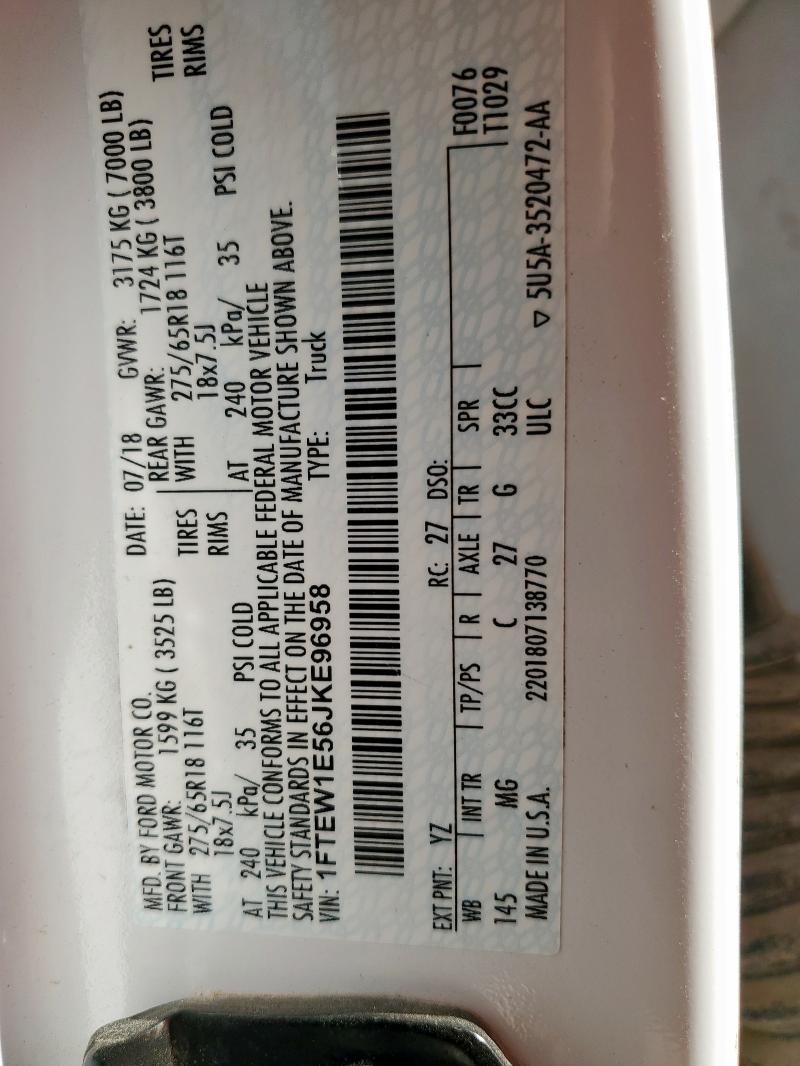 MFD. BY FORD MOTOR CO.
DATE: 07/18 GVWR: 3175 KG ( 7000 LB)
FRONT GAWR: 1599 KG ( 3525 LB)
REAR GAWR: 1724 KG ( 3800 LB)
WITH 275/65R18 116T TIRES
WITH 275/65R18 116T TIRES
18x7.5J RIMS
18x7.5J RIMS
AT 240 kPa/ 35 PSI COLD
AT 240 kPa/ 35 PSI COLD
THIS VEHICLE CONFORMS TO ALL APPLICABLE FEDERAL MOTOR VEHICLE
SAFETY STANDARDS IN EFFECT ON THE DATE OF MANUFACTURE SHOWN ABOVE.
VIN: 1FTEW1E56JKE96958 TYPE: Truck
EXT PNT: YZ RC: 27 DSO: F0076
WB INT TR TP/PS R AXLE TR SPR T1029
145 MG C 27 G 33CC
MADE IN U.S.A. 2201807138770 ULC ▽ 5U5A-3520472-AA